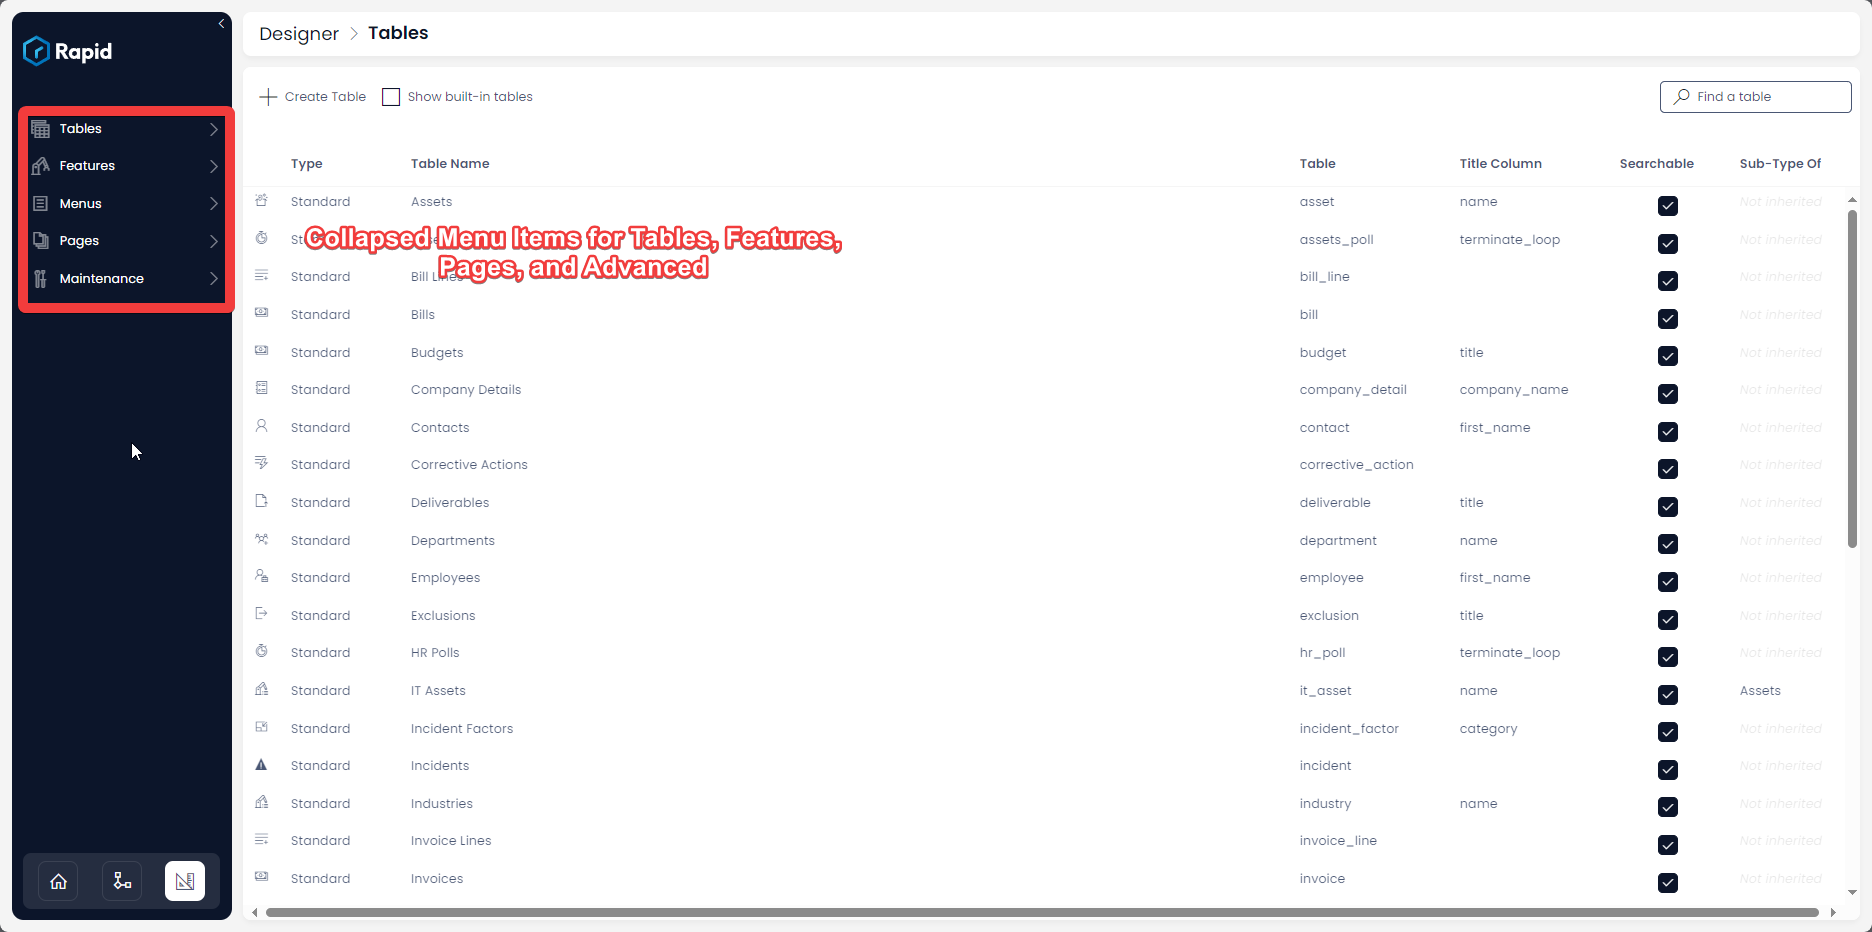 Rapid
Tables
Features
Menus
Pages
Maintenance
Designer > Tables
Create Table Show built-in tables Find a table
Type Table Name Table Title Column Searchable Sub-Type Of
Collapsed Menu Items for Tables, Features,
Pages, and Advanced
Standard Assets asset name Not inherited
assets_poll terminate_loop Not inherited
Standard Bill Lines bill_line Not inherited
Standard Bills bill Not inherited
Standard Budgets budget title Not inherited
Standard Company Details company_detail company_name Not inherited
Standard Contacts contact first_name Not inherited
Standard Corrective Actions corrective_action Not inherited
Standard Deliverables deliverable title Not inherited
Standard Departments department name Not inherited
Standard Employees employee first_name Not inherited
Standard Exclusions exclusion title Not inherited
Standard HR Polls hr_poll terminate_loop Not inherited
Standard IT Assets it_asset name Assets
Standard Incident Factors incident_factor category Not inherited
Standard Incidents incident Not inherited
Standard Industries industry name Not inherited
Standard Invoice Lines invoice_line Not inherited
Standard Invoices invoice Not inherited